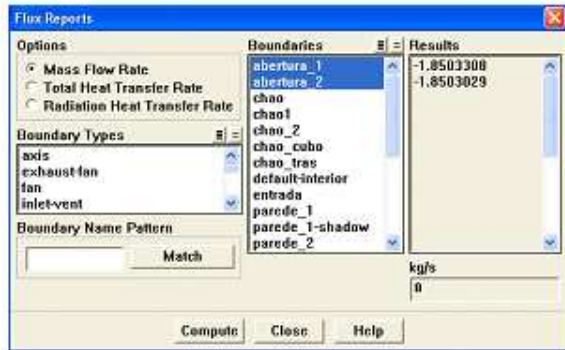 Flux Reports
Options
Mass Flow Rate
Total Heat Transfer Rate
Radiation Heat Transfer Rate
Boundary Types
axis
exhaust-fan
fan
inlet-vent
Boundary Name Pattern
Match
Boundaries
abertura_1
abertura_2
chao
chao1
chao_2
chao_cubo
chao_tras
default-interior
entrada
parede_1
parede_1-shadow
parede_2
Results
-1.8503308
-1.8503029
kg/s
0
Compute
Close
Help